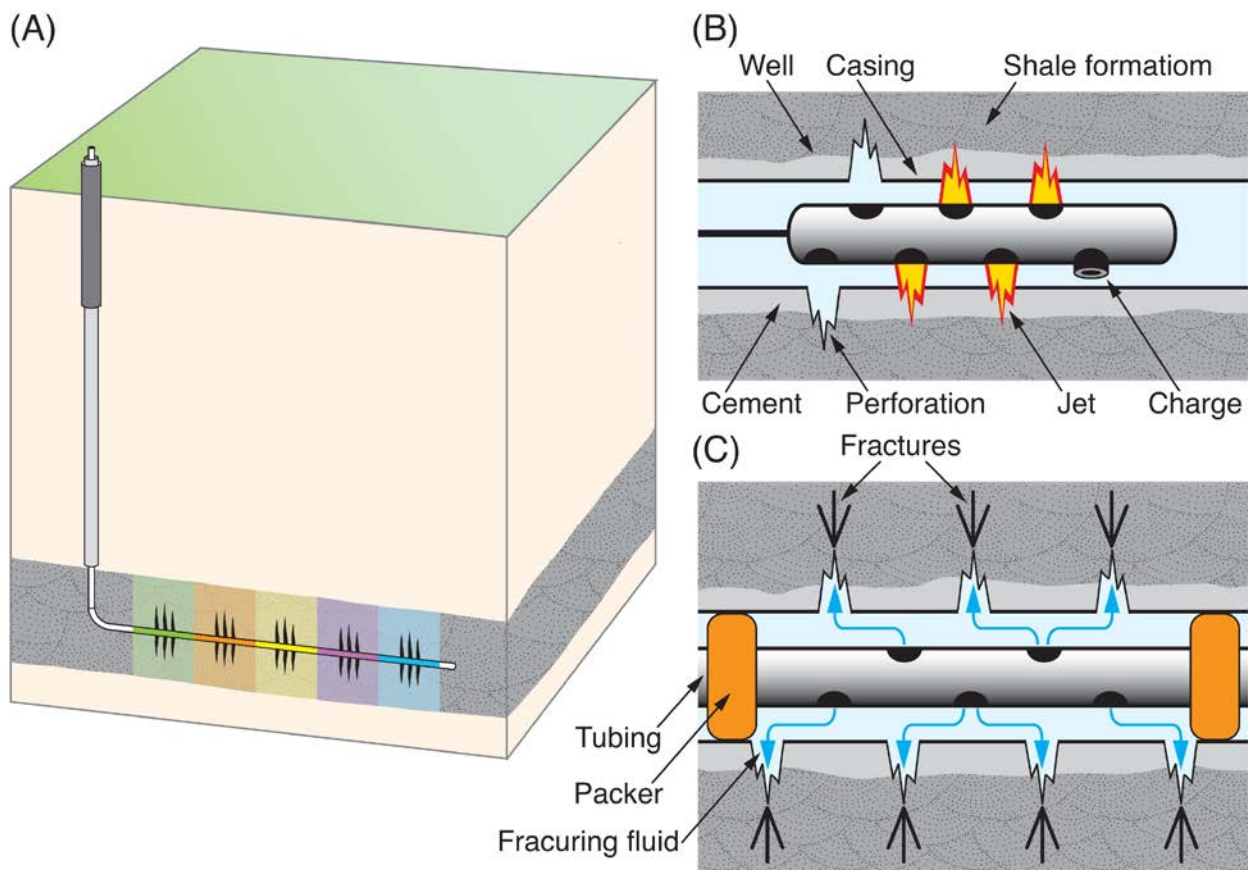 (A)
(B)
Well
Casing
Shale formatiom
Cement
Perforation
Jet
Charge
(C)
Fractures
Tubing
Packer
Fracuring fluid